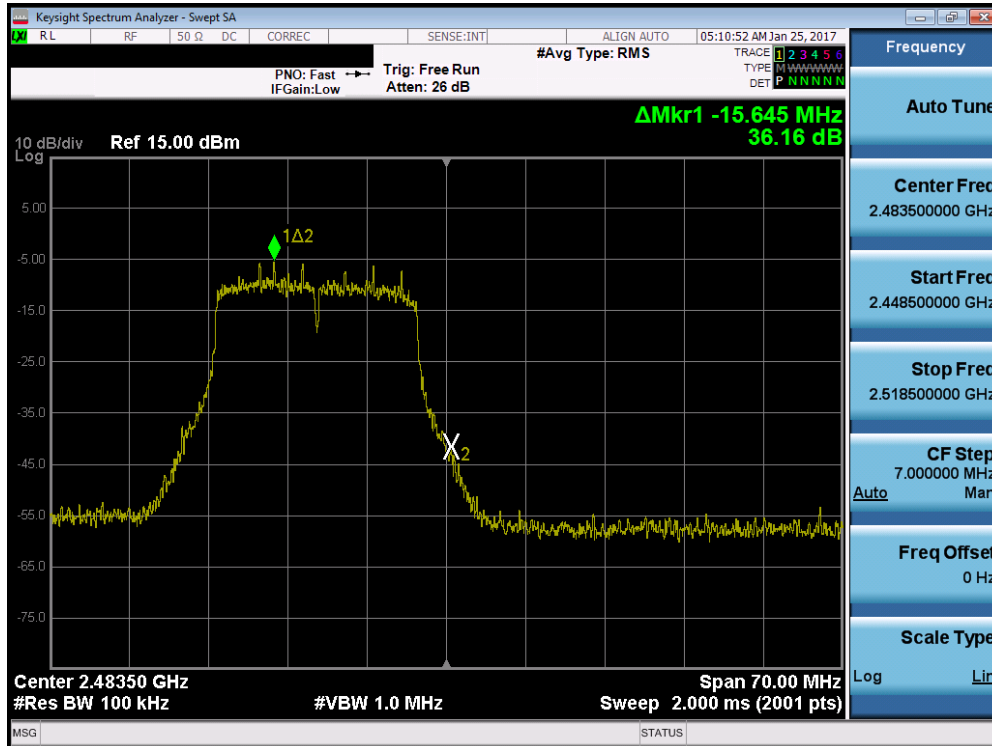 Keysight Spectrum Analyzer - Swept SA
LXI RL RF 50 Ω DC CORREC SENSE:INT ALIGN AUTO 05:10:52 AM Jan 25, 2017
PNO: Fast
IFGain:Low
Trig: Free Run
Atten: 26 dB
#Avg Type: RMS
TRACE 1 2 3 4 5 6
TYPE M W W W W W
DET P N N N N N
ΔMkr1 -15.645 MHz
36.16 dB
10 dB/div Ref 15.00 dBm
Log
5.00
-5.00
-15.0
-25.0
-35.0
-45.0
-55.0
-65.0
-75.0
1Δ2
X2
Center 2.48350 GHz Span 70.00 MHz
#Res BW 100 kHz #VBW 1.0 MHz Sweep 2.000 ms (2001 pts)
MSG STATUS
Frequency
Auto Tune
Center Freq
2.483500000 GHz
Start Freq
2.448500000 GHz
Stop Freq
2.518500000 GHz
CF Step
7.000000 MHz
Auto Man
Freq Offset
0 Hz
Scale Type
Log Lin